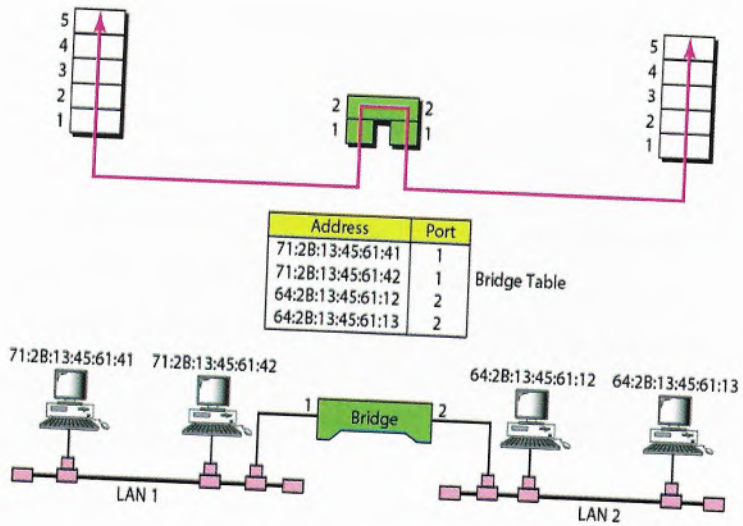 5
4
3
2
1
2
1
2
1
5
4
3
2
1
Address Port
71:2B:13:45:61:41 1
71:2B:13:45:61:42 1
64:2B:13:45:61:12 2
64:2B:13:45:61:13 2
Bridge Table
71:2B:13:45:61:41
71:2B:13:45:61:42
64:2B:13:45:61:12
64:2B:13:45:61:13
1
Bridge
2
LAN 1
LAN 2